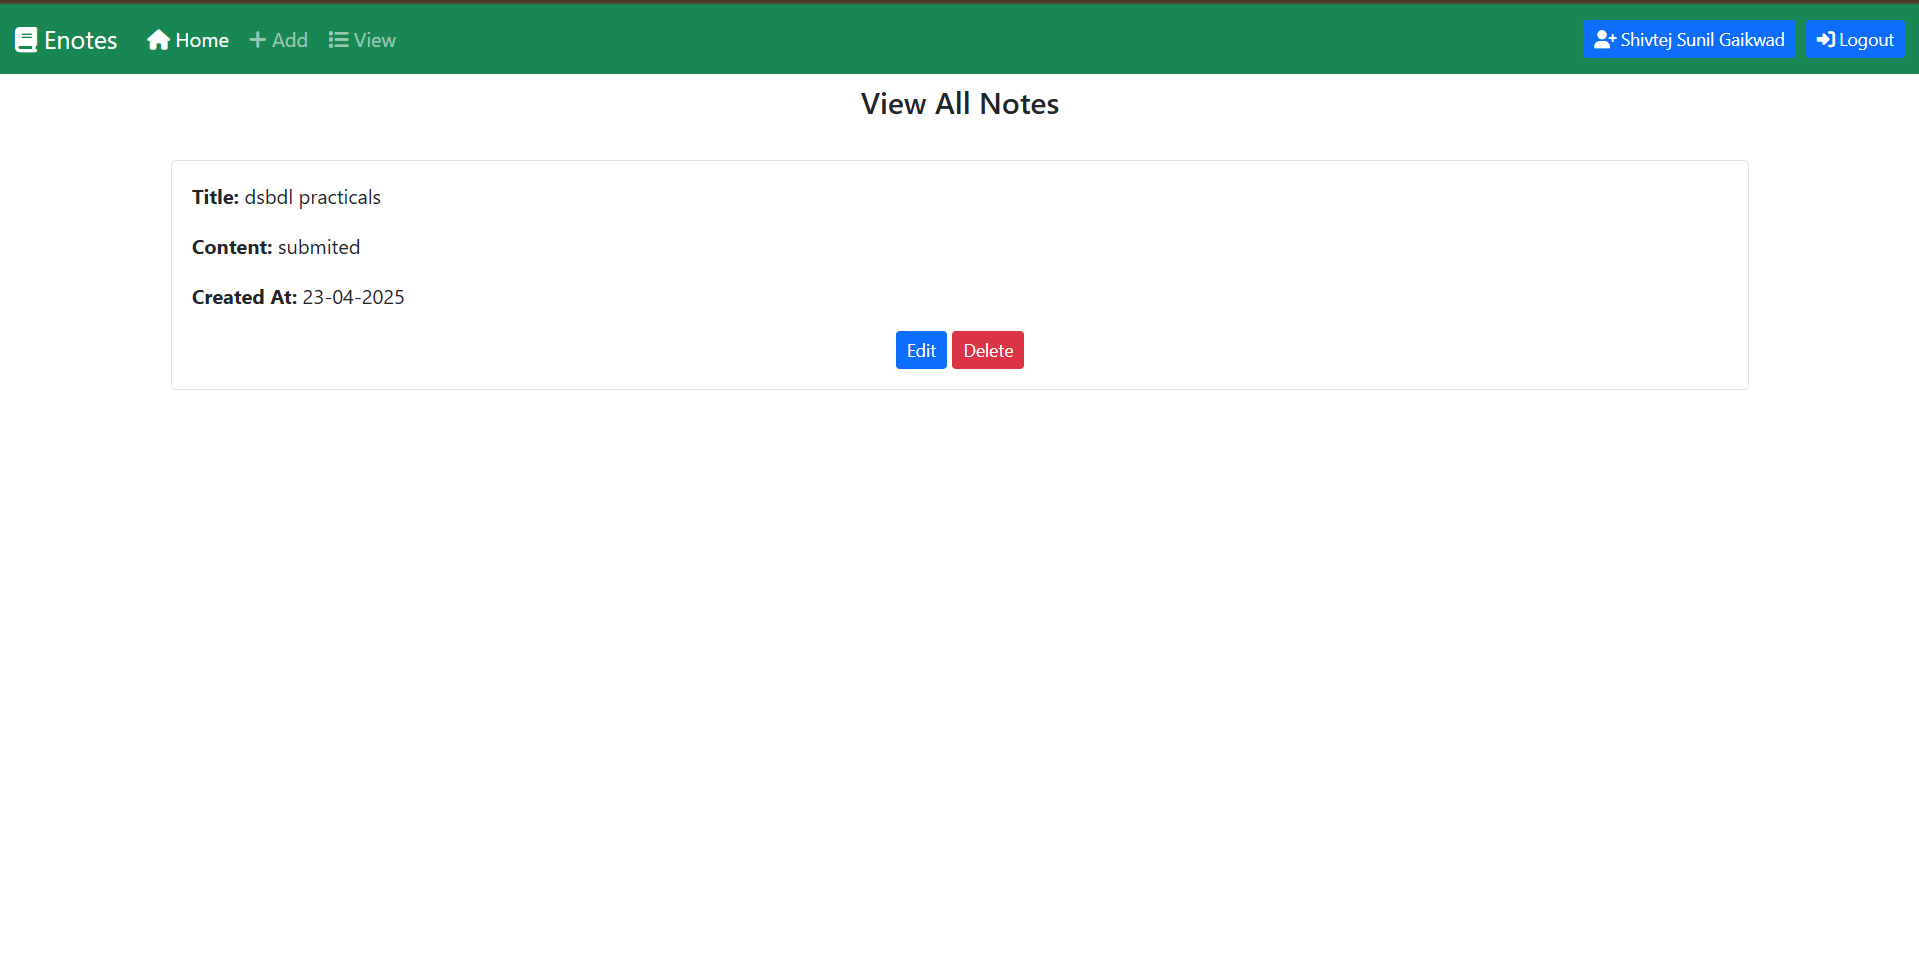 Enotes Home Add View Shivtej Sunil Gaikwad Logout
View All Notes
Title: dsbdl practicals
Content: submited
Created At: 23-04-2025
Edit Delete